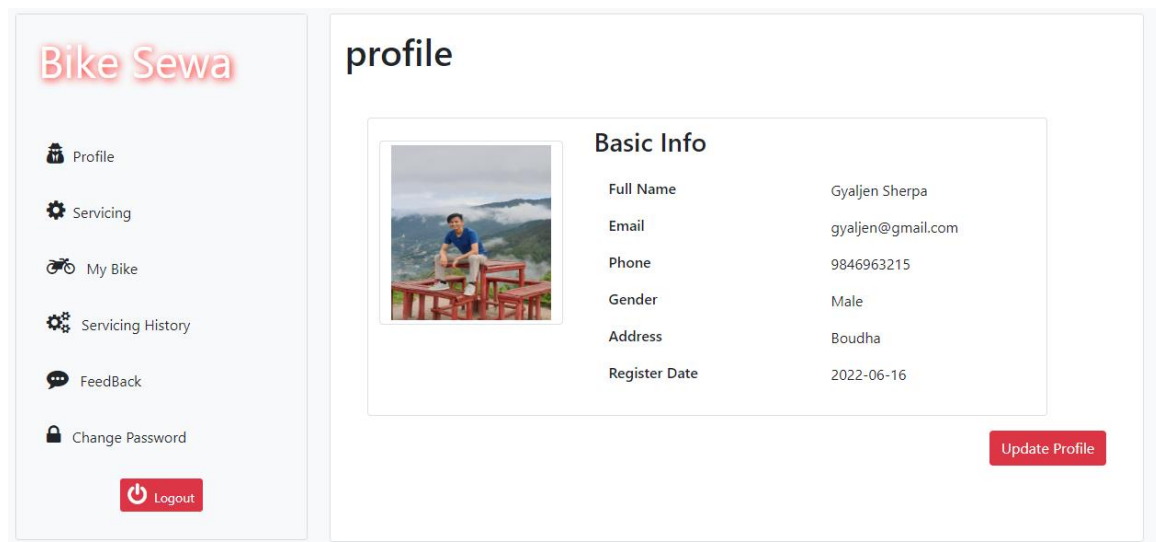 Bike Sewa
Profile
Servicing
My Bike
Servicing History
FeedBack
Change Password
Logout
profile
Basic Info
Full Name Gyaljen Sherpa
Email gyaljen@gmail.com
Phone 9846963215
Gender Male
Address Boudha
Register Date 2022-06-16
Update Profile